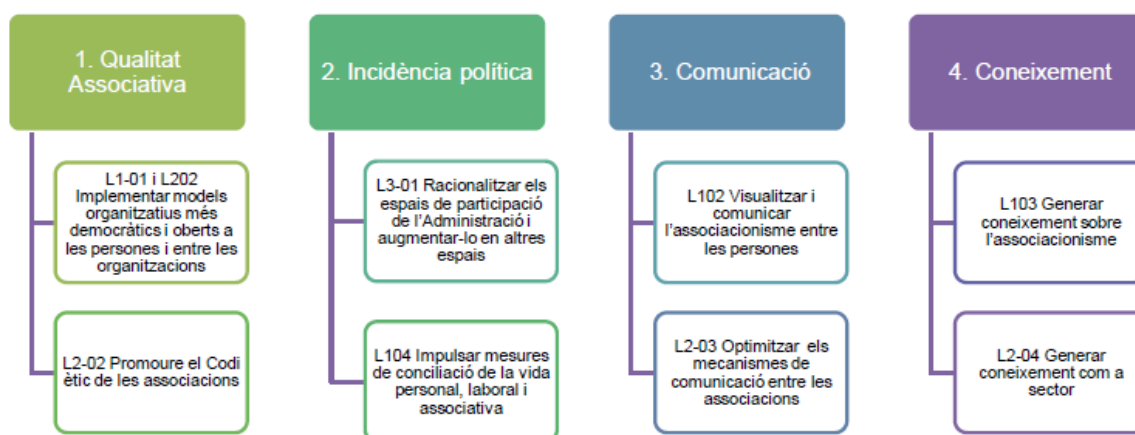 1. Qualitat
Associativa
L1-01 i L202
Implementar models
organitzatius més
democràtics i oberts a
les persones i entre les
organitzacions
L2-02 Promoure el Codi
ètic de les associacions
2. Incidència política
L3-01 Racionalitzar els
espais de participació
de l'Administració i
augmentar-lo en altres
espais
L104 Impulsar mesures
de conciliació de la vida
personal, laboral i
associativa
3. Comunicació
L102 Visualitzar i
comunicar
l'associacionisme entre
les persones
L2-03 Optimitzar els
mecanismes de
comunicació entre les
associacions
4. Coneixement
L103 Generar
coneixement sobre
l'associacionisme
L2-04 Generar
coneixement com a
sector